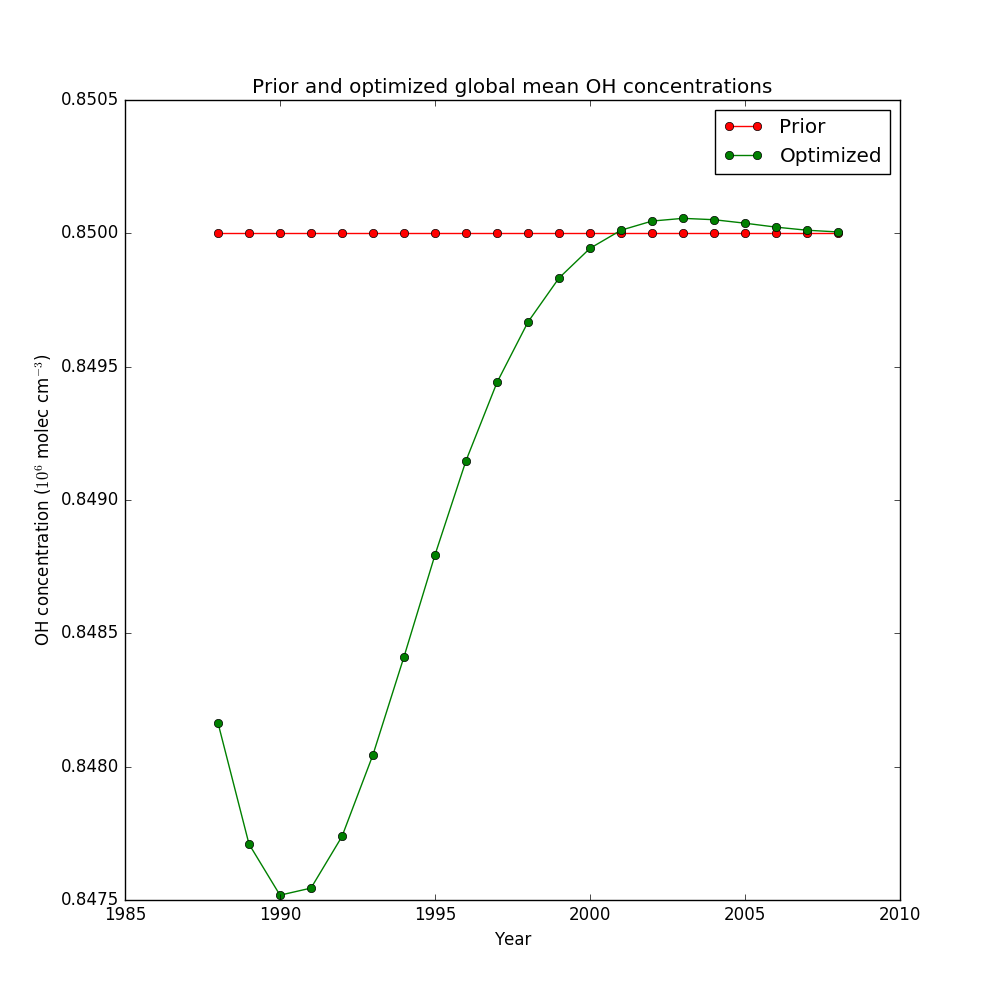 Prior and optimized global mean OH concentrations
0.8505
0.8500
0.8495
0.8490
0.8485
0.8480
0.8475
OH concentration (10⁶ molec cm⁻³)
Prior
Optimized
1985 1990 1995 2000 2005 2010
Year